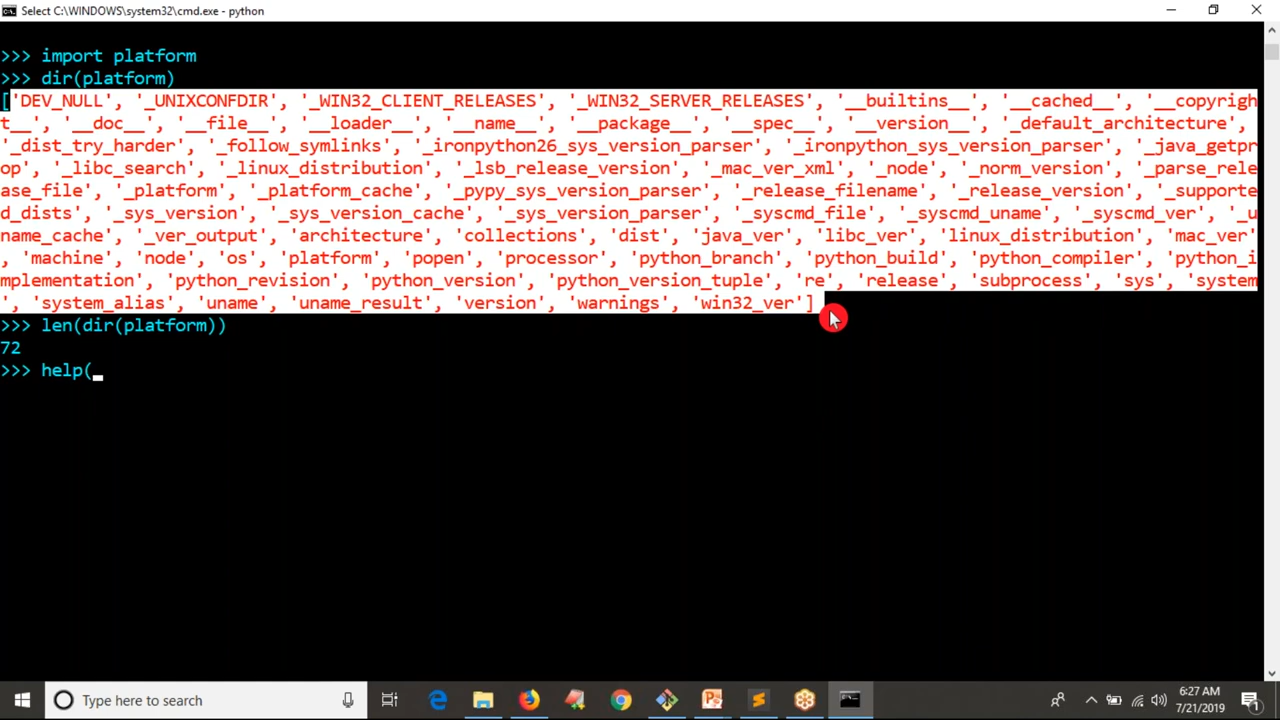 Select C:\WINDOWS\system32\cmd.exe - python
>>> import platform
>>> dir(platform)
['DEV_NULL', '_UNIXCONFDIR', '_WIN32_CLIENT_RELEASES', '_WIN32_SERVER_RELEASES', '__builtins__', '__cached__', '__copyrigh
t__', '__doc__', '__file__', '__loader__', '__name__', '__package__', '__spec__', '__version__', '_default_architecture',
'_dist_try_harder', '_follow_symlinks', '_ironpython26_sys_version_parser', '_ironpython_sys_version_parser', '_java_getpr
op', '_libc_search', '_linux_distribution', '_lsb_release_version', '_mac_ver_xml', '_node', '_norm_version', '_parse_rele
ase_file', '_platform', '_platform_cache', '_pypy_sys_version_parser', '_release_filename', '_release_version', '_supporte
d_dists', '_sys_version', '_sys_version_cache', '_sys_version_parser', '_syscmd_file', '_syscmd_uname', '_syscmd_ver', '_u
name_cache', '_ver_output', 'architecture', 'collections', 'dist', 'java_ver', 'libc_ver', 'linux_distribution', 'mac_ver'
, 'machine', 'node', 'os', 'platform', 'popen', 'processor', 'python_branch', 'python_build', 'python_compiler', 'python_i
mplementation', 'python_revision', 'python_version', 'python_version_tuple', 're', 'release', 'subprocess', 'sys', 'system
', 'system_alias', 'uname', 'uname_result', 'version', 'warnings', 'win32_ver']
>>> len(dir(platform))
72
>>> help(
Type here to search
6:27 AM
7/21/2019
1